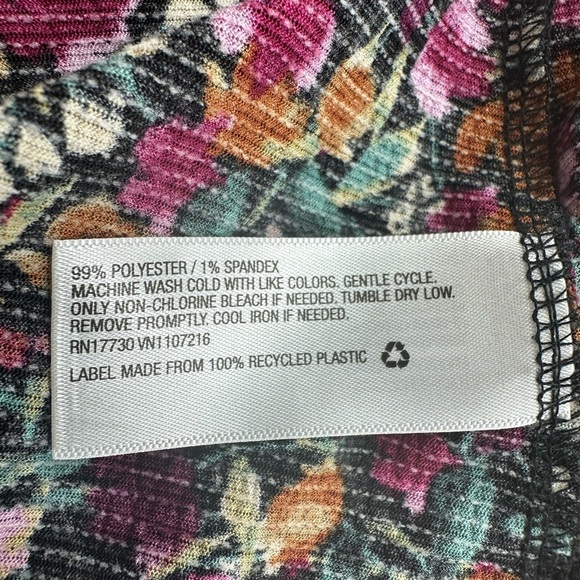 99% POLYESTER / 1% SPANDEX
MACHINE WASH COLD WITH LIKE COLORS. GENTLE CYCLE.
ONLY NON-CHLORINE BLEACH IF NEEDED. TUMBLE DRY LOW.
REMOVE PROMPTLY. COOL IRON IF NEEDED.
RN17730 VN1107216
LABEL MADE FROM 100% RECYCLED PLASTIC